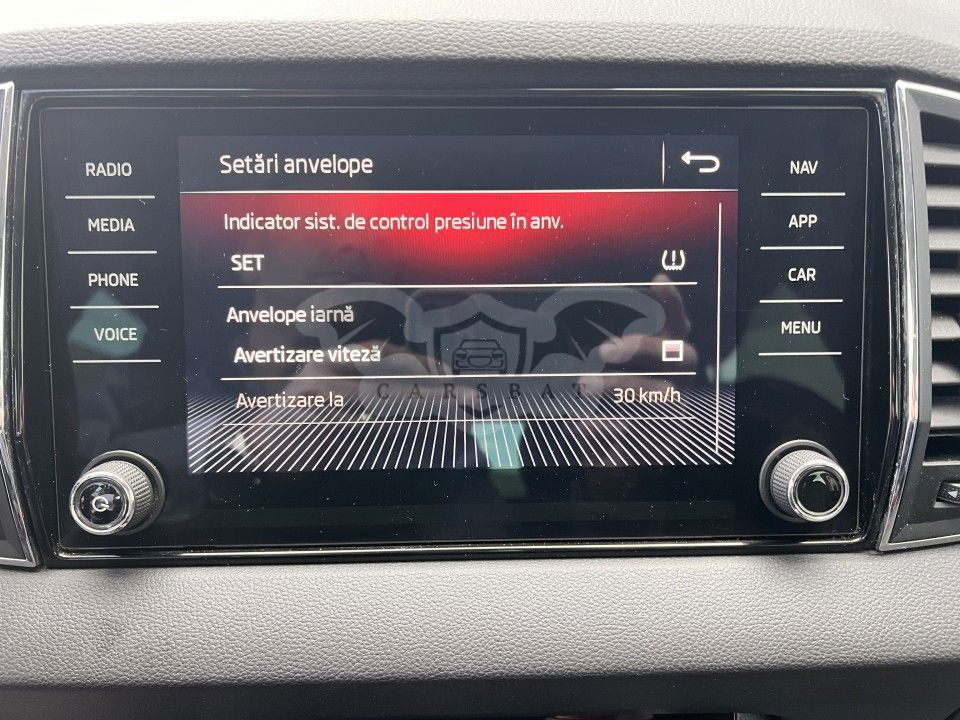 RADIO
MEDIA
PHONE
VOICE
Setări anvelope
Indicator sist. de control presiune în anv.
SET
Anvelope iarnă
Avertizare viteză
Avertizare la 30 km/h
CARSBAT
NAV
APP
CAR
MENU